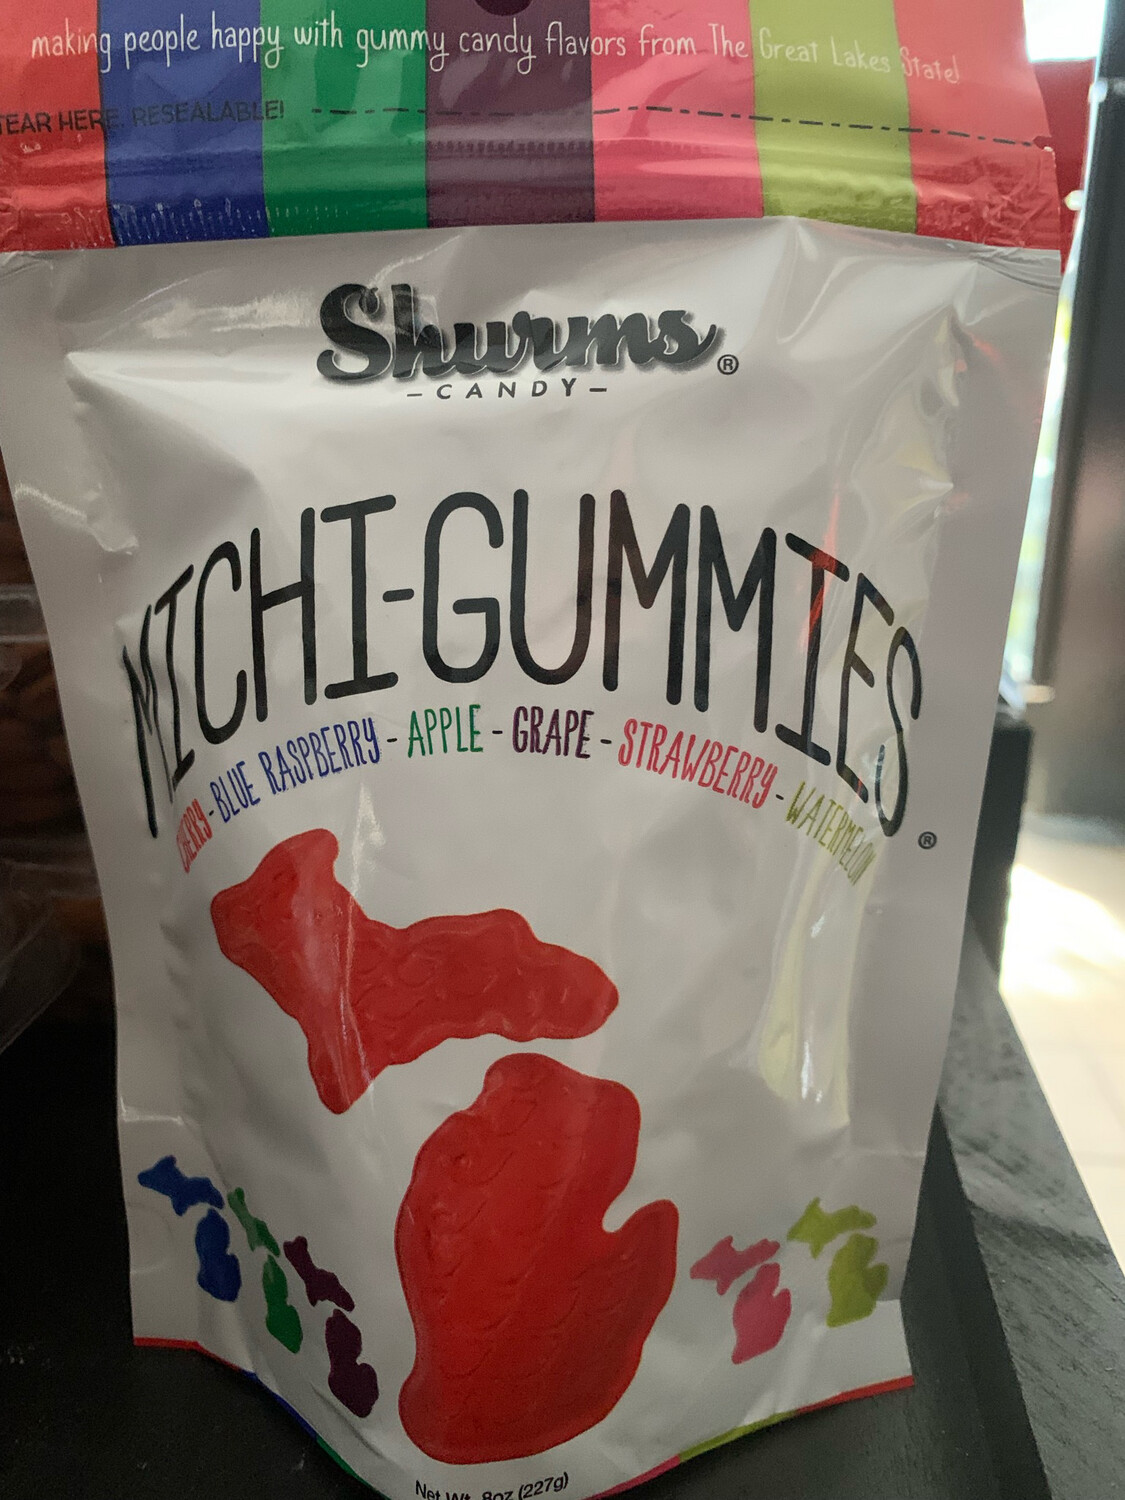 making people happy with gummy candy flavors from The Great Lakes State!
TEAR HERE. RESEALABLE!
Shurms®
-CANDY-
MICHI-GUMMIES®
CHERRY - BLUE RASPBERRY - APPLE - GRAPE - STRAWBERRY - WATERMELON
Net Wt. 8oz (227g)